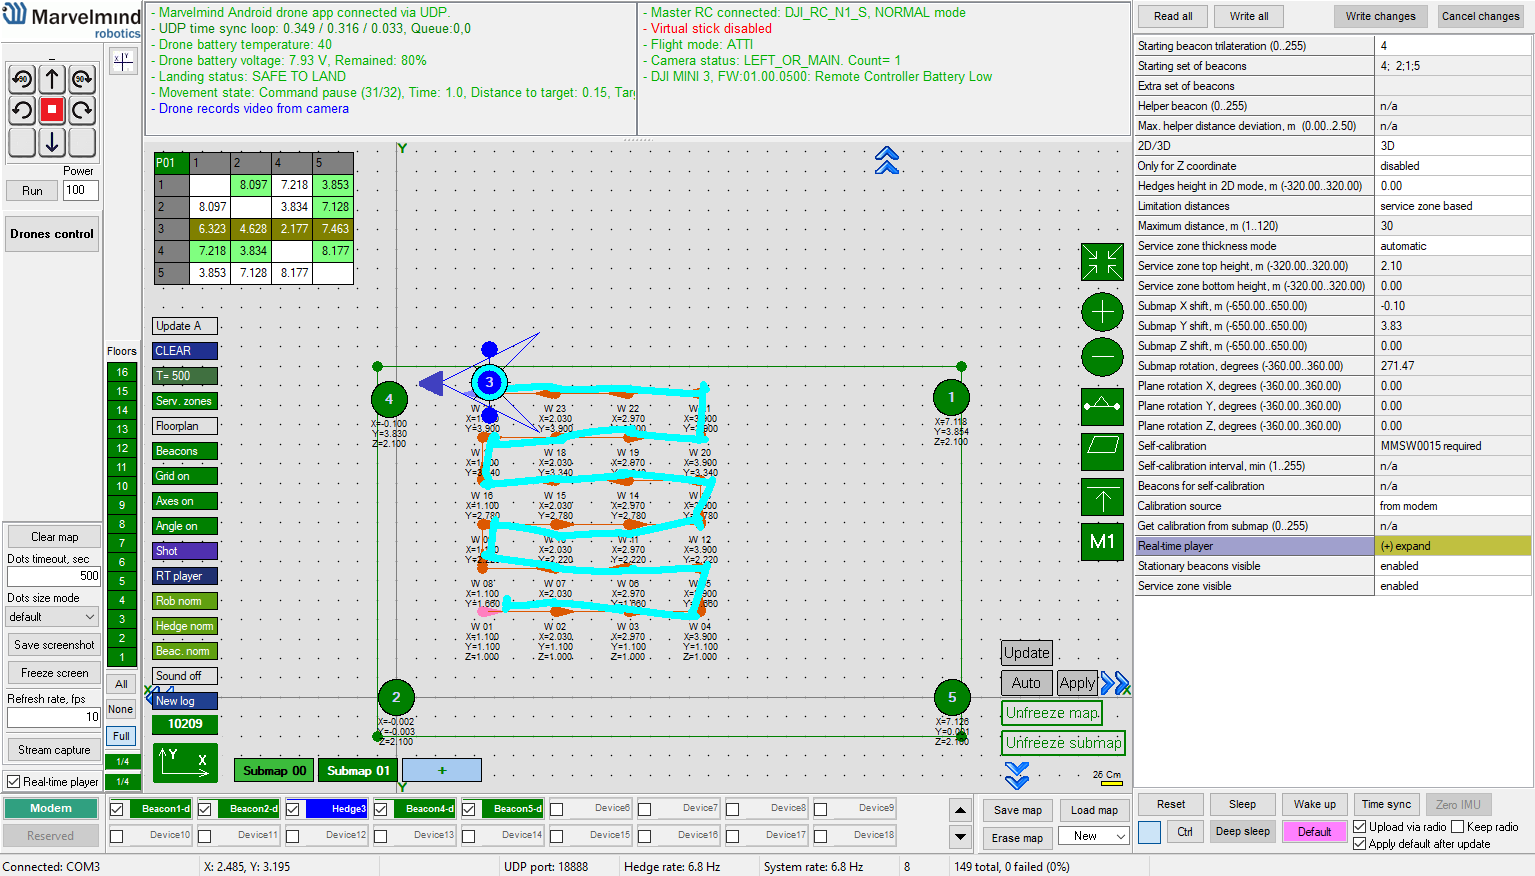 Marvelmind
robotics
- Marvelmind Android drone app connected via UDP.
- UDP time sync loop: 0.349 / 0.316 / 0.033, Queue:0,0
- Drone battery temperature: 40
- Drone battery voltage: 7.93 V, Remained: 80%
- Landing status: SAFE TO LAND
- Movement state: Command pause (31/32), Time: 1.0, Distance to target: 0.15, Tar
- Drone records video from camera
- Master RC connected: DJI_RC_N1_S, NORMAL mode
- Virtual stick disabled
- Flight mode: ATTI
- Camera status: LEFT_OR_MAIN. Count= 1
- DJI MINI 3, FW:01.00.0500: Remote Controller Battery Low
Read all Write all Write changes Cancel changes
Starting beacon trilateration (0..255) 4
Starting set of beacons 4; 2;1;5
Extra set of beacons
Helper beacon (0..255) n/a
Max. helper distance deviation, m (0.00..2.50) n/a
2D/3D 3D
Only for Z coordinate disabled
Hedges height in 2D mode, m (-320.00..320.00) 0.00
Limitation distances service zone based
Maximum distance, m (1..120) 30
Service zone thickness mode automatic
Service zone top height, m (-320.00..320.00) 2.10
Service zone bottom height, m (-320.00..320.00) 0.00
Submap X shift, m (-650.00..650.00) -0.10
Submap Y shift, m (-650.00..650.00) 3.83
Submap Z shift, m (-650.00..650.00) 0.00
Submap rotation, degrees (-360.00..360.00) 271.47
Plane rotation X, degrees (-360.00..360.00) 0.00
Plane rotation Y, degrees (-360.00..360.00) 0.00
Plane rotation Z, degrees (-360.00..360.00) 0.00
Self-calibration MMSW0015 required
Self-calibration interval, min (1..255) n/a
Beacons for self-calibration n/a
Calibration source from modem
Get calibration from submap (0..255) n/a
Real-time player (+) expand
Stationary beacons visible enabled
Service zone visible enabled
90 90
Power
Run 100
Drones control
Clear map
Dots timeout, sec
500
Dots size mode
default
Save screenshot
Freeze screen
Refresh rate, fps
10
Stream capture
Real-time player
Y X
Floors
16
15
14
13
12
11
10
9
8
7
6
5
4
3
2
1
All
None
Full
1/4
1/4
P01 1 2 4 5
1 8.097 7.218 3.853
2 8.097 3.834 7.128
3 6.323 4.628 2.177 7.463
4 7.218 3.834 8.177
5 3.853 7.128 8.177
Update A
CLEAR
T= 500
Serv. zones
Floorplan
Beacons
Grid on
Axes on
Angle on
Shot
RT player
Rob norm
Hedge norm
Beac. norm
Sound off
New log
10209
Y X
Y
3
4
X=-0.100
Y=3.830
Z=2.100
1
X=7.118
Y=3.854
Z=2.100
W 23 W 22
X=2.030 X=2.970
Y=3.900 Y=3.900
W 18 W 19 W 20
X=2.030 X=2.970 X=3.900
Y=3.340
W 16 W 15 W 14
X=1.100 X=2.030 X=2.970
Y=2.780 Y=2.780 Y=2.780
W 12
X=2.030 X=2.970 X=3.900
Y=2.220 Y=2.220 Y=2.220
W 08 W 07 W 06
X=1.100 X=2.030 X=2.970 X=3.900
Y=1.660
W 01 W 02 W 03 W 04
X=1.100 X=2.030 X=2.970 X=3.900
Y=1.100 Y=1.100 Y=1.100 Y=1.100
Z=1.000 Z=1.000 Z=1.000 Z=1.000
2
X=-0.002
Y=-0.003
Z=2.100
5
X=7.126
Y=0.001
Z=2.100
X X
Y
M1
Update
Auto Apply
Unfreeze map
Unfreeze submap
26 Cm
Submap 00 Submap 01 +
Modem Beacon1-d Beacon2-d Hedge3 Beacon4-d Beacon5-d Device6 Device7 Device8 Device9
Reserved Device10 Device11 Device12 Device13 Device14 Device15 Device16 Device17 Device18
Save map Load map
Erase map New
Reset Sleep Wake up Time sync Zero IMU
Ctrl Deep sleep Default Upload via radio Keep radio
Apply default after update
Connected: COM3 X: 2.485, Y: 3.195 UDP port: 18888 Hedge rate: 6.8 Hz System rate: 6.8 Hz 8 149 total, 0 failed (0%)